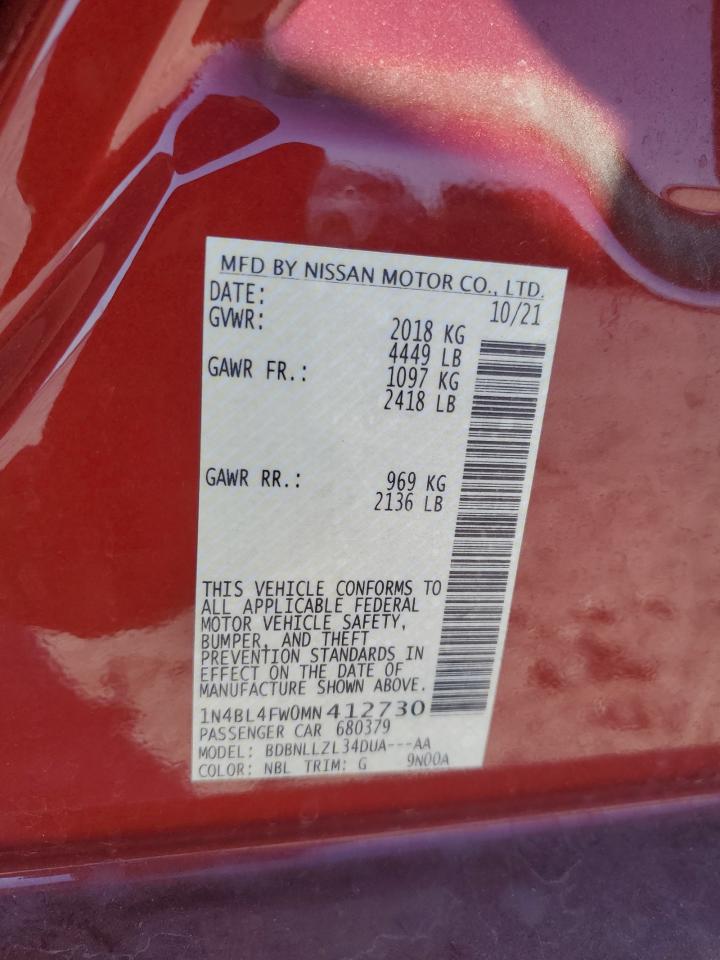 MFD BY NISSAN MOTOR CO., LTD.
DATE: 10/21
GVWR: 2018 KG
4449 LB
GAWR FR.: 1097 KG
2418 LB
GAWR RR.: 969 KG
2136 LB
THIS VEHICLE CONFORMS TO
ALL APPLICABLE FEDERAL
MOTOR VEHICLE SAFETY,
BUMPER, AND THEFT
PREVENTION STANDARDS IN
EFFECT ON THE DATE OF
MANUFACTURE SHOWN ABOVE.
1N4BL4FW0MN412730
PASSENGER CAR 680379
MODEL: BDBNLLZL34DUA---AA
COLOR: NBL TRIM: G 9N00A